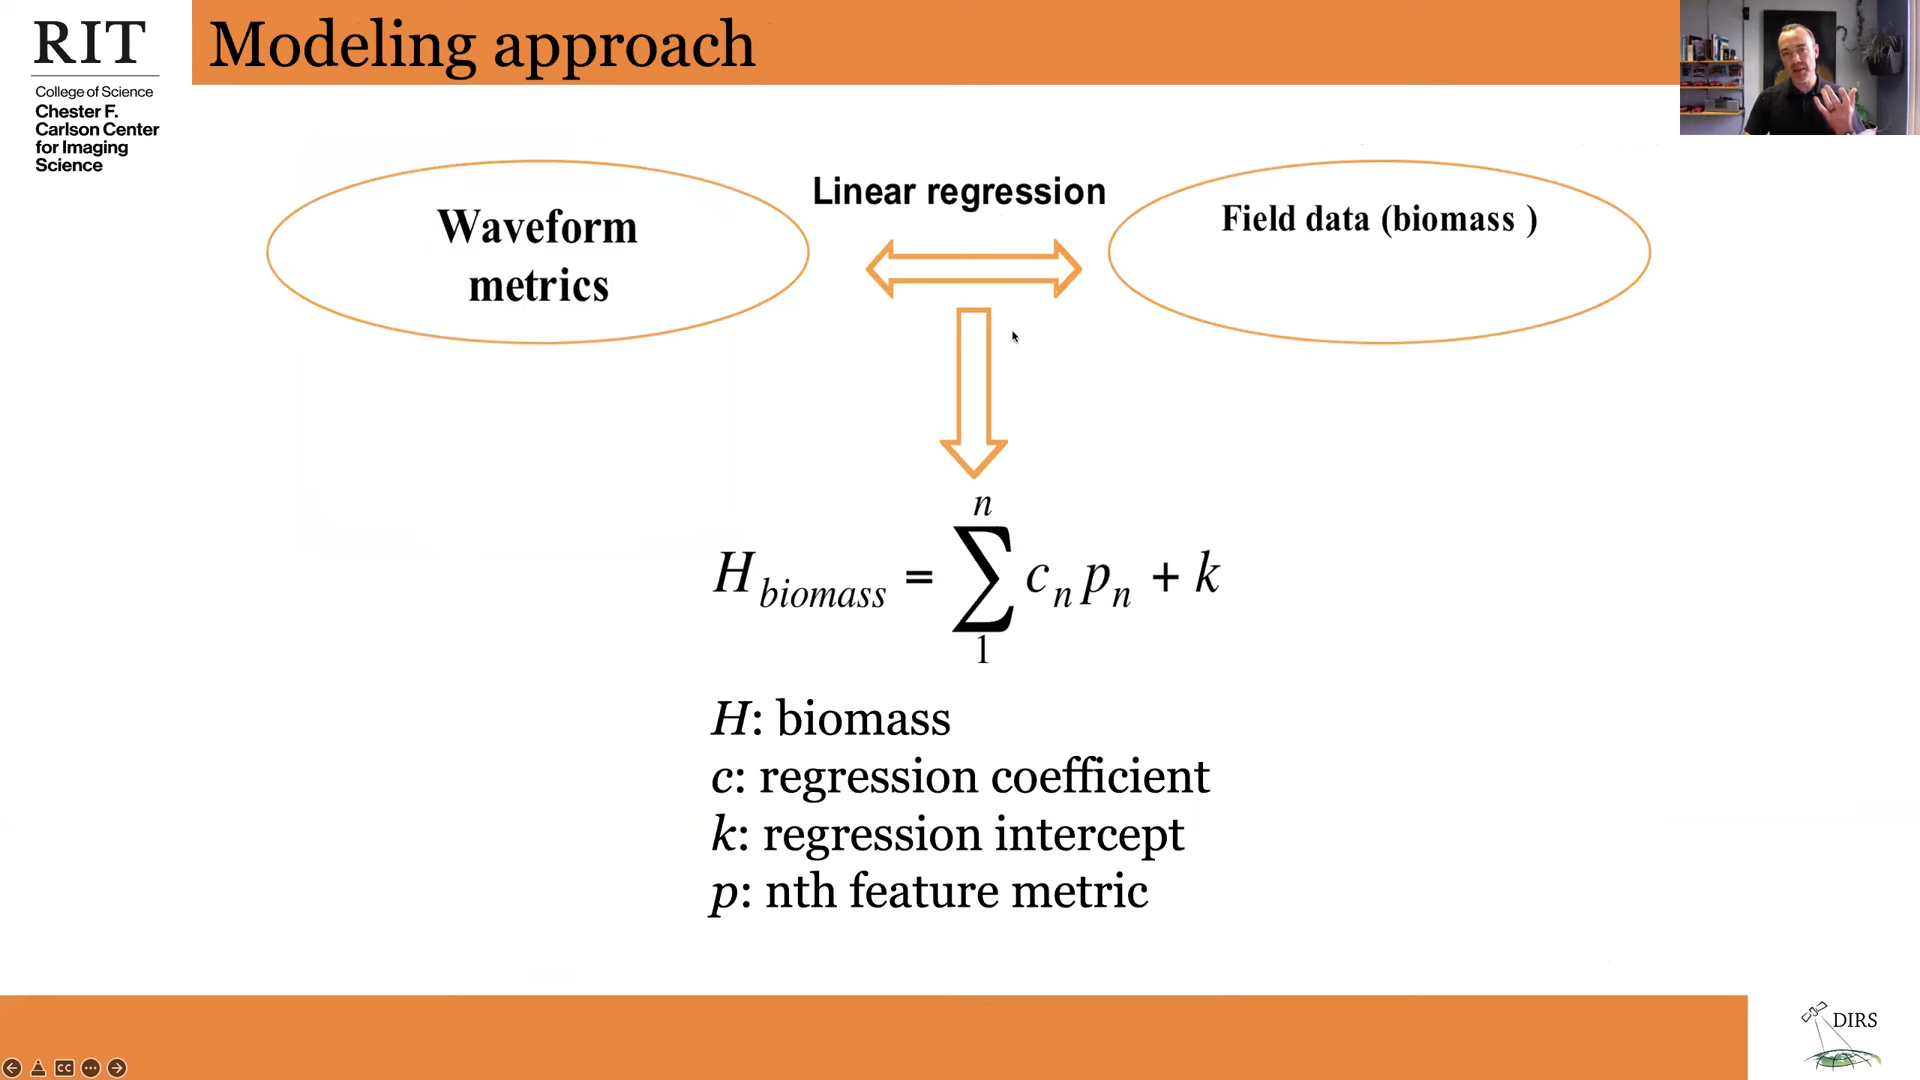 RIT
College of Science
Chester F.
Carlson Center
for Imaging
Science
Modeling approach
Waveform
metrics
Linear regression
Field data (biomass )
n
H biomass = ∑ c n p n + k
1
H: biomass
c: regression coefficient
k: regression intercept
p: nth feature metric
DIRS
CC